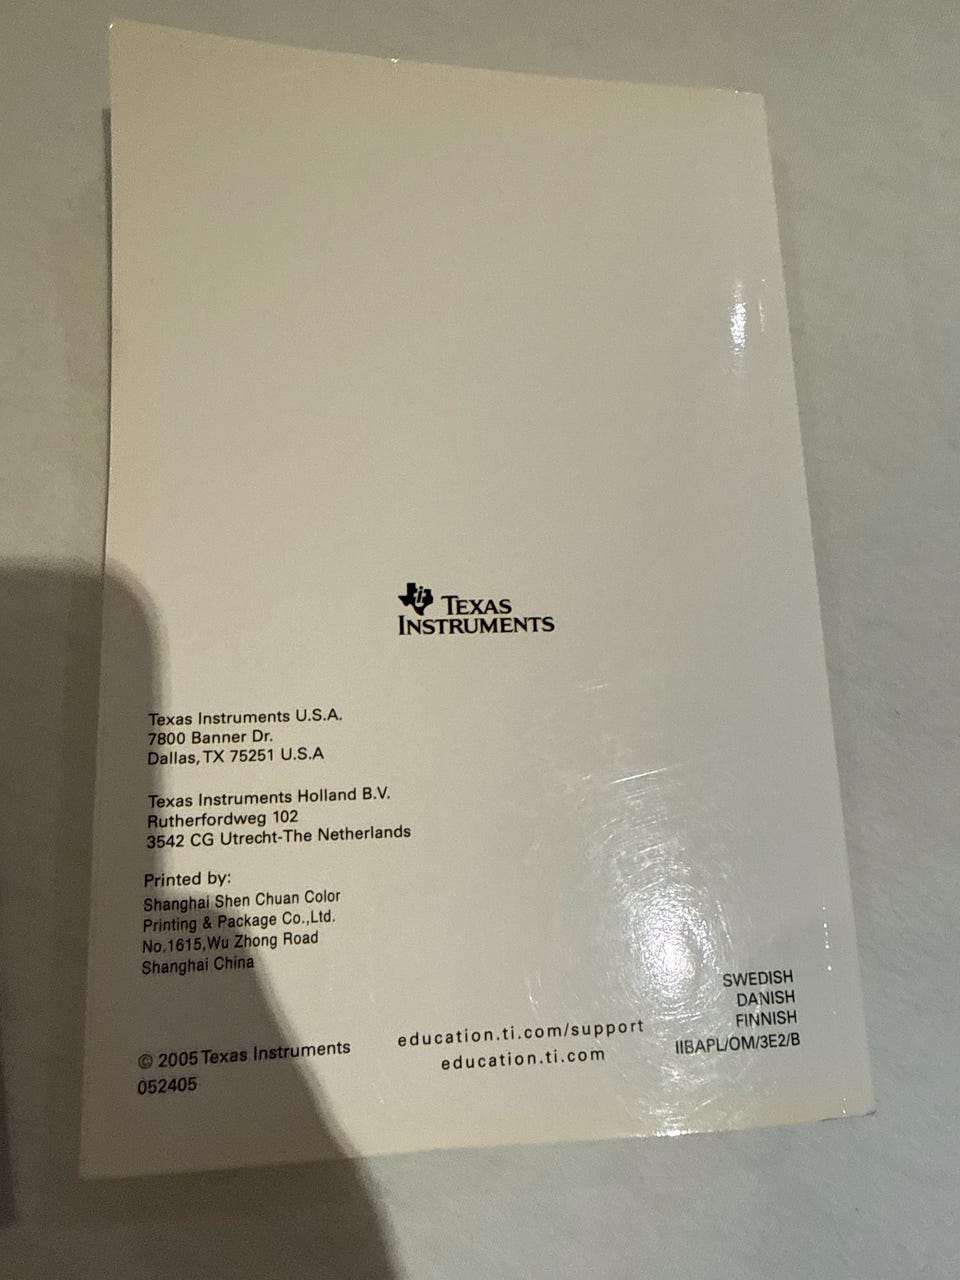 TEXAS
INSTRUMENTS
Texas Instruments U.S.A.
7800 Banner Dr.
Dallas, TX 75251 U.S.A
Texas Instruments Holland B.V.
Rutherfordweg 102
3542 CG Utrecht-The Netherlands
Printed by:
Shanghai Shen Chuan Color
Printing & Package Co.,Ltd.
No.1615,Wu Zhong Road
Shanghai China
© 2005 Texas Instruments
052405
education.ti.com/support
education.ti.com
SWEDISH
DANISH
FINNISH
IIBAPL/OM/3E2/B